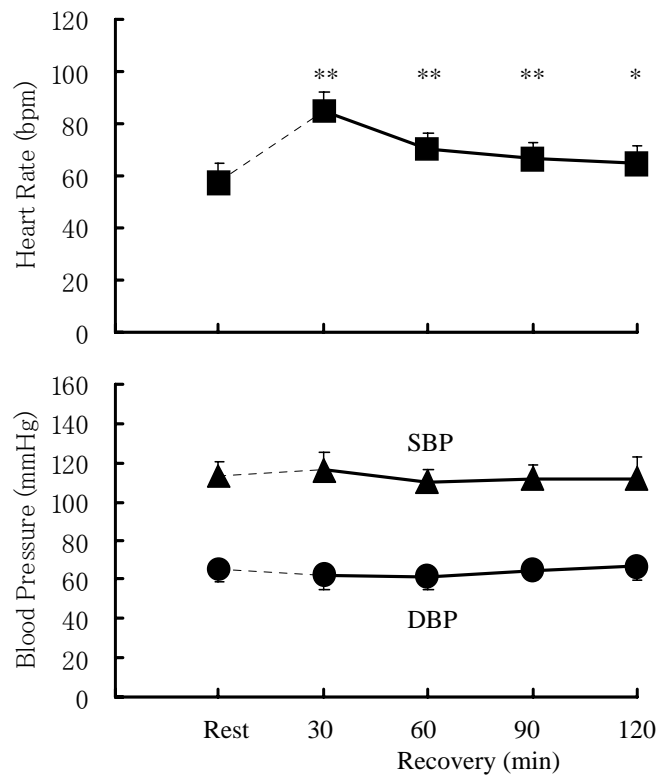 120
100
80
60
40
20
0
Heart Rate (bpm)
** ** ** *
160
140
120
100
80
60
40
20
0
Blood Pressure (mmHg)
SBP
DBP
Rest 30 60 90 120
Recovery (min)